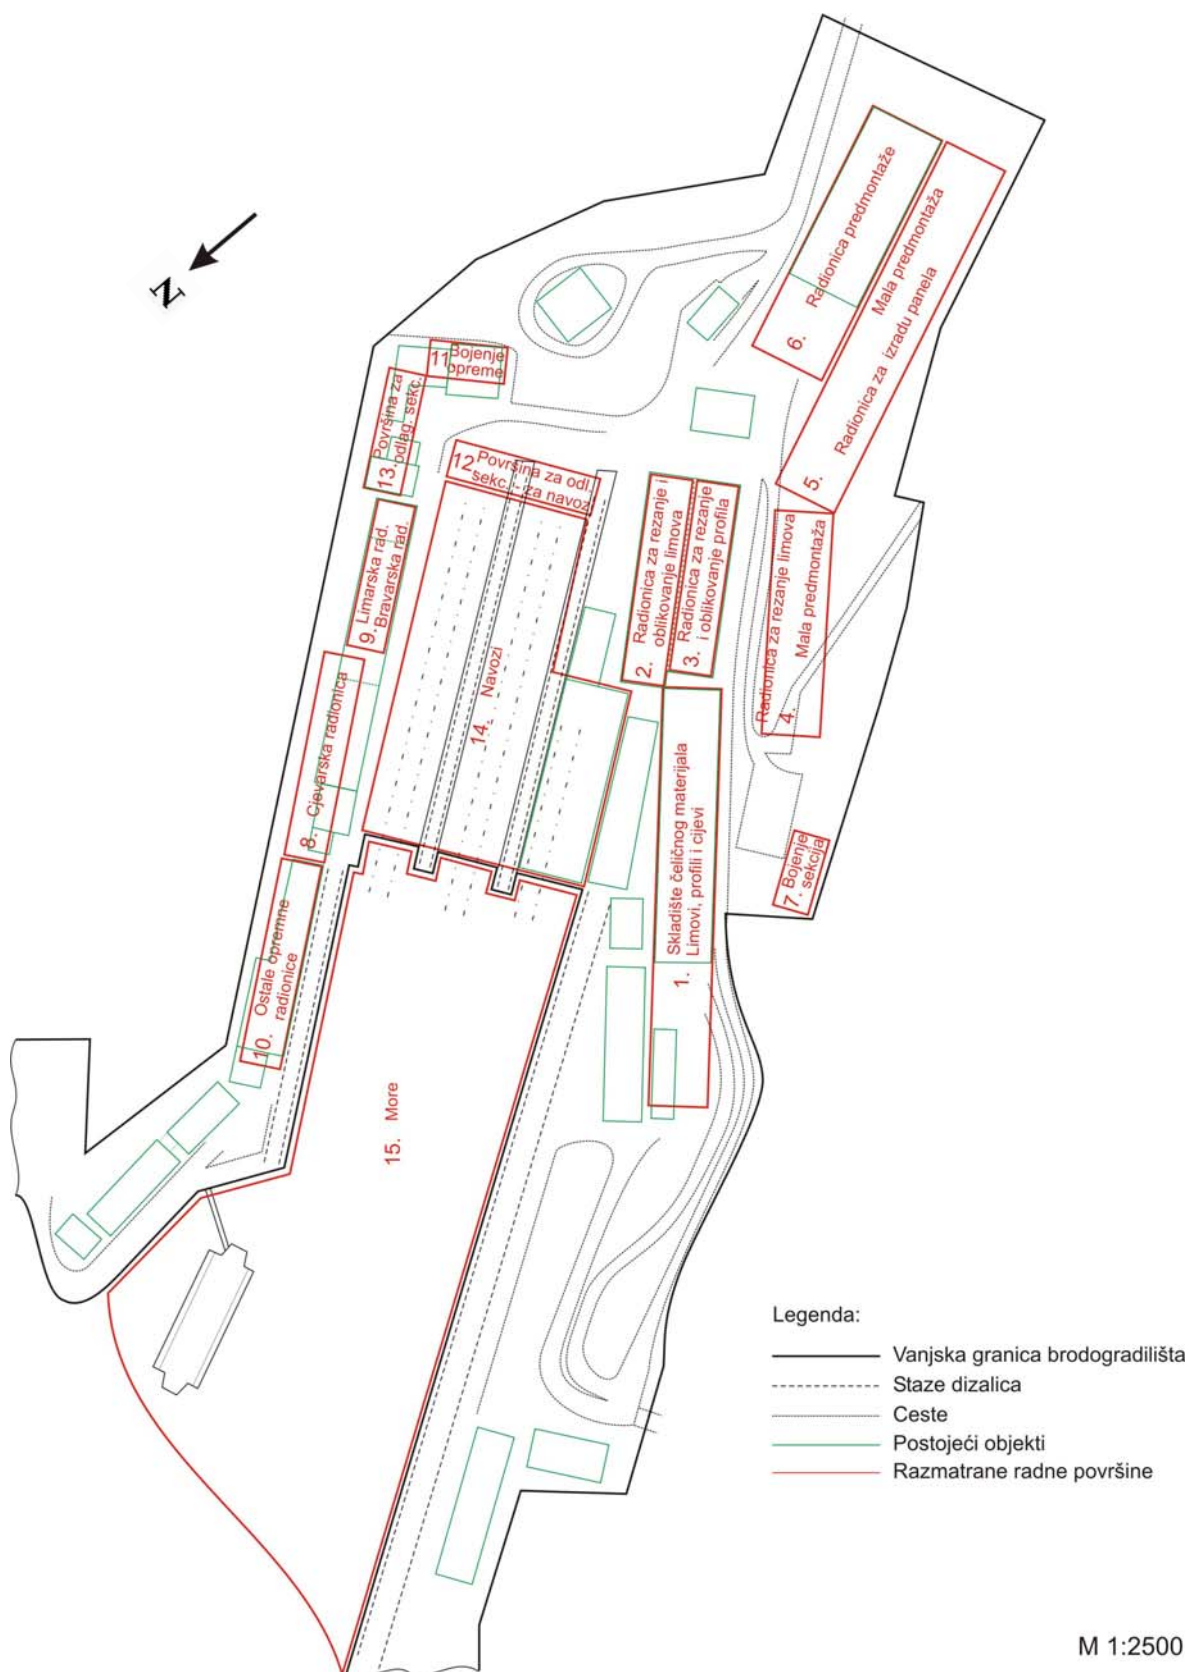 N
6. Radionica predmontaže
Mala predmontaža
5. Radionica za izradu panela
11. Bojenje
opreme
13. Površina za
odlag. sekc.
12. Površina za odl.
sekc. - za navoz
9. Limarska rad.
Bravarska rad.
2. Radionica za rezanje i
oblikovanje limova
3. Radionica za rezanje
i oblikovanje profila
Radionica za rezanje limova
4. Mala predmontaža
8. Cjevarska radionica
14. Navozi
7. Bojenje
sekcija
1. Skladište čeličnog materijala
Limovi, profili i cijevi
10. Ostale opremne
radionice
15. More
Legenda:
Vanjska granica brodogradilišta
Staze dizalica
Ceste
Postojeći objekti
Razmatrane radne površine
M 1:2500